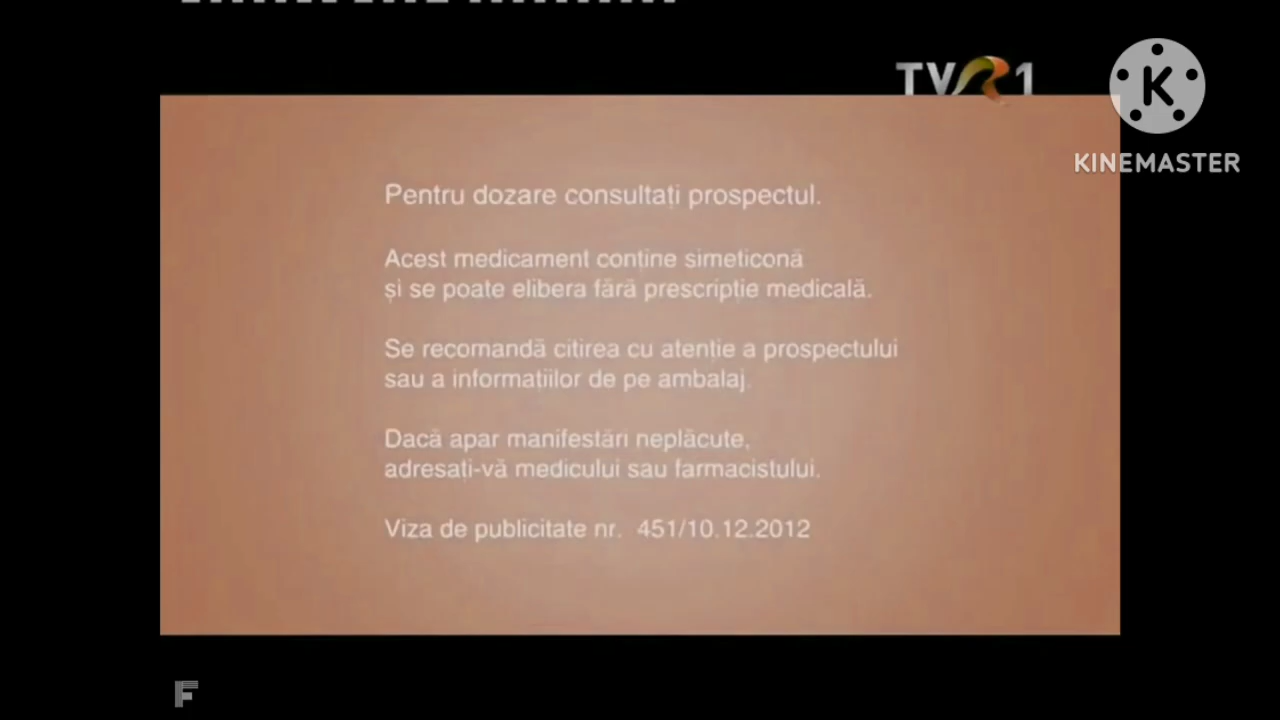 TVR1
K
KINEMASTER
Pentru dozare consultați prospectul.
Acest medicament conține simeticonă
și se poate elibera fără prescripție medicală.
Se recomandă citirea cu atenție a prospectului
sau a informațiilor de pe ambalaj.
Dacă apar manifestări neplăcute,
adresați-vă medicului sau farmacistului.
Viza de publicitate nr. 451/10.12.2012
F